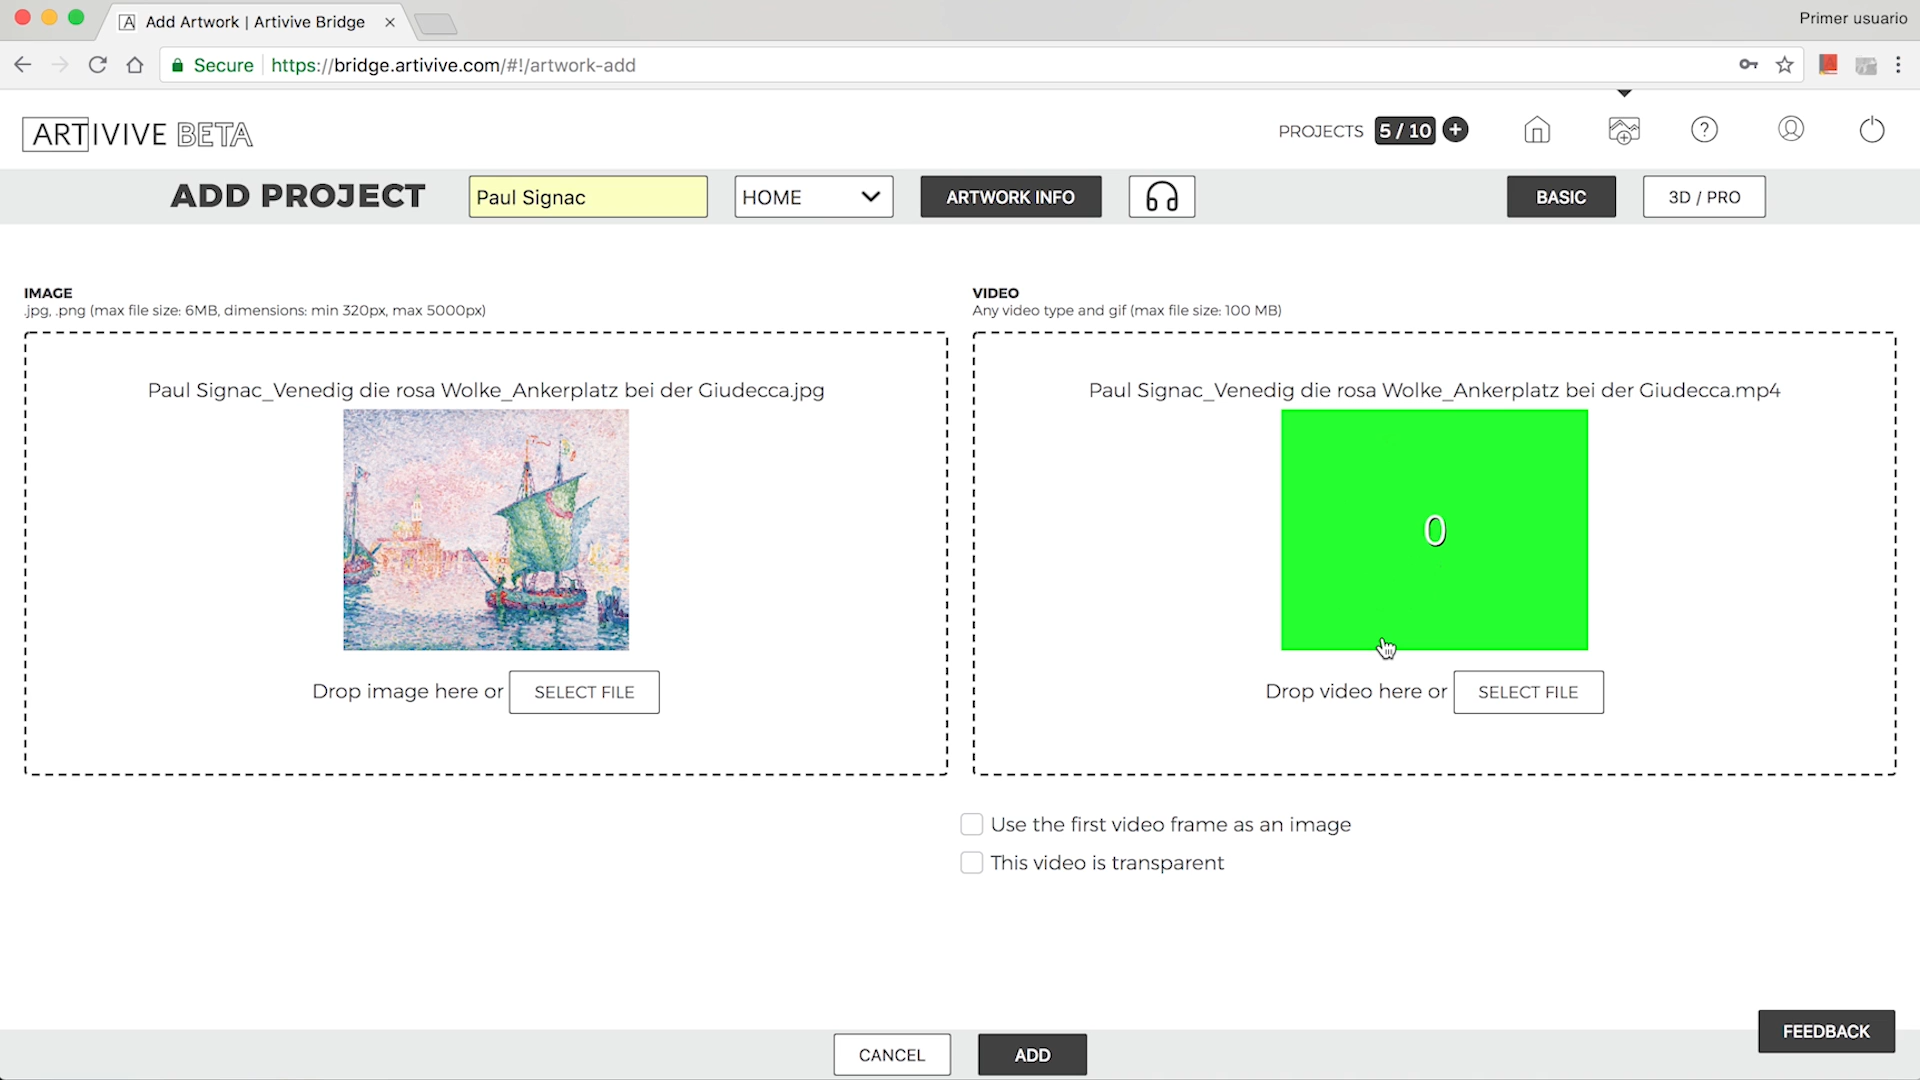 Add Artwork | Artivive Bridge
Primer usuario
Secure https://bridge.artivive.com/#!/artwork-add
ARTIVIVE BETA
PROJECTS 5 / 10 +
ADD PROJECT Paul Signac HOME ARTWORK INFO BASIC 3D / PRO
IMAGE
.jpg, .png (max file size: 6MB, dimensions: min 320px, max 5000px)
Paul Signac_Venedig die rosa Wolke_Ankerplatz bei der Giudecca.jpg
Drop image here or SELECT FILE
VIDEO
Any video type and gif (max file size: 100 MB)
Paul Signac_Venedig die rosa Wolke_Ankerplatz bei der Giudecca.mp4
0
Drop video here or SELECT FILE
Use the first video frame as an image
This video is transparent
FEEDBACK
CANCEL ADD